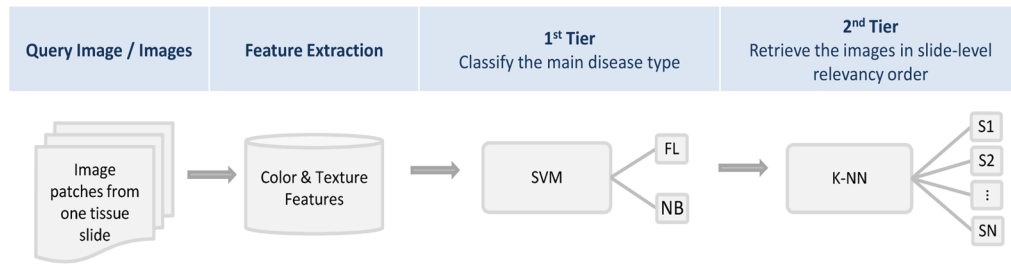 Query Image / Images
Feature Extraction
1st Tier
Classify the main disease type
2nd Tier
Retrieve the images in slide-level
relevancy order
Image
patches from
one tissue
slide
Color & Texture
Features
SVM
FL
NB
K-NN
S1
S2
⋮
SN